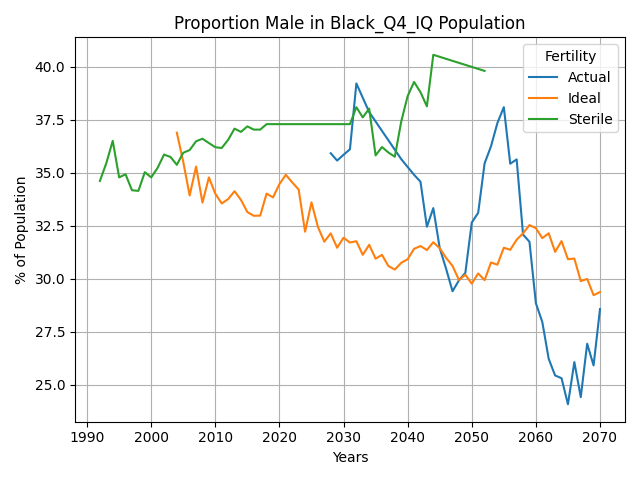 Proportion Male in Black_Q4_IQ Population
% of Population
40.0
37.5
35.0
32.5
30.0
27.5
25.0
Fertility
Actual
Ideal
Sterile
1990 2000 2010 2020 2030 2040 2050 2060 2070
Years